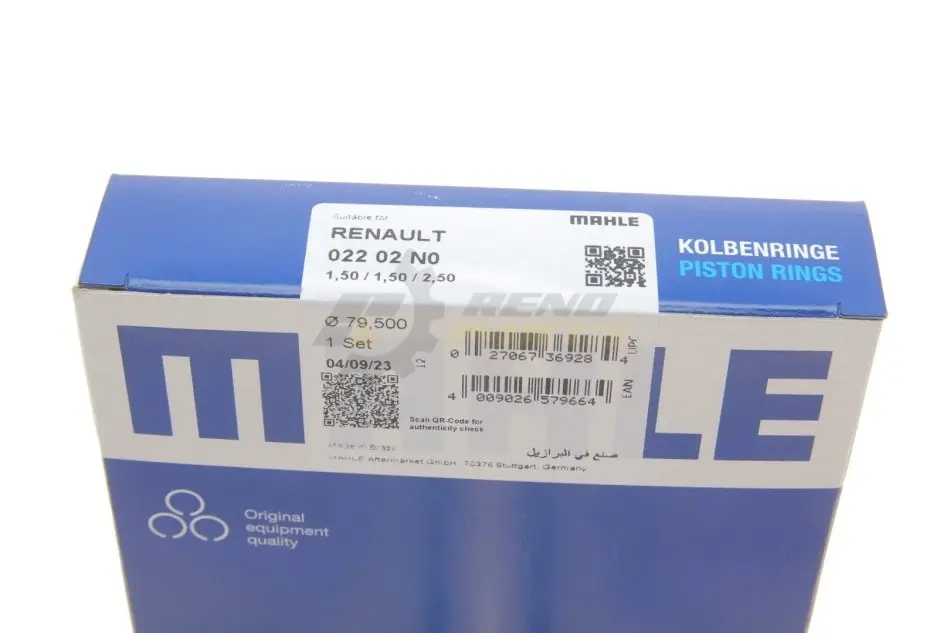 Suitable for
MAHLE
RENAULT
022 02 N0
1,50 / 1,50 / 2,50
KOLBENRINGE
PISTON RINGS
RENO
Ø 79,500
1 Set
04/09/23
12
0 27067 36928 4
UPC
4 009026 579664
EAN
Scan QR-Code for
authenticity check
Made in Brazil
صنع في البرازيل
MAHLE Aftermarket GmbH, 70376 Stuttgart, Germany
MAHLE
Original
equipment
quality